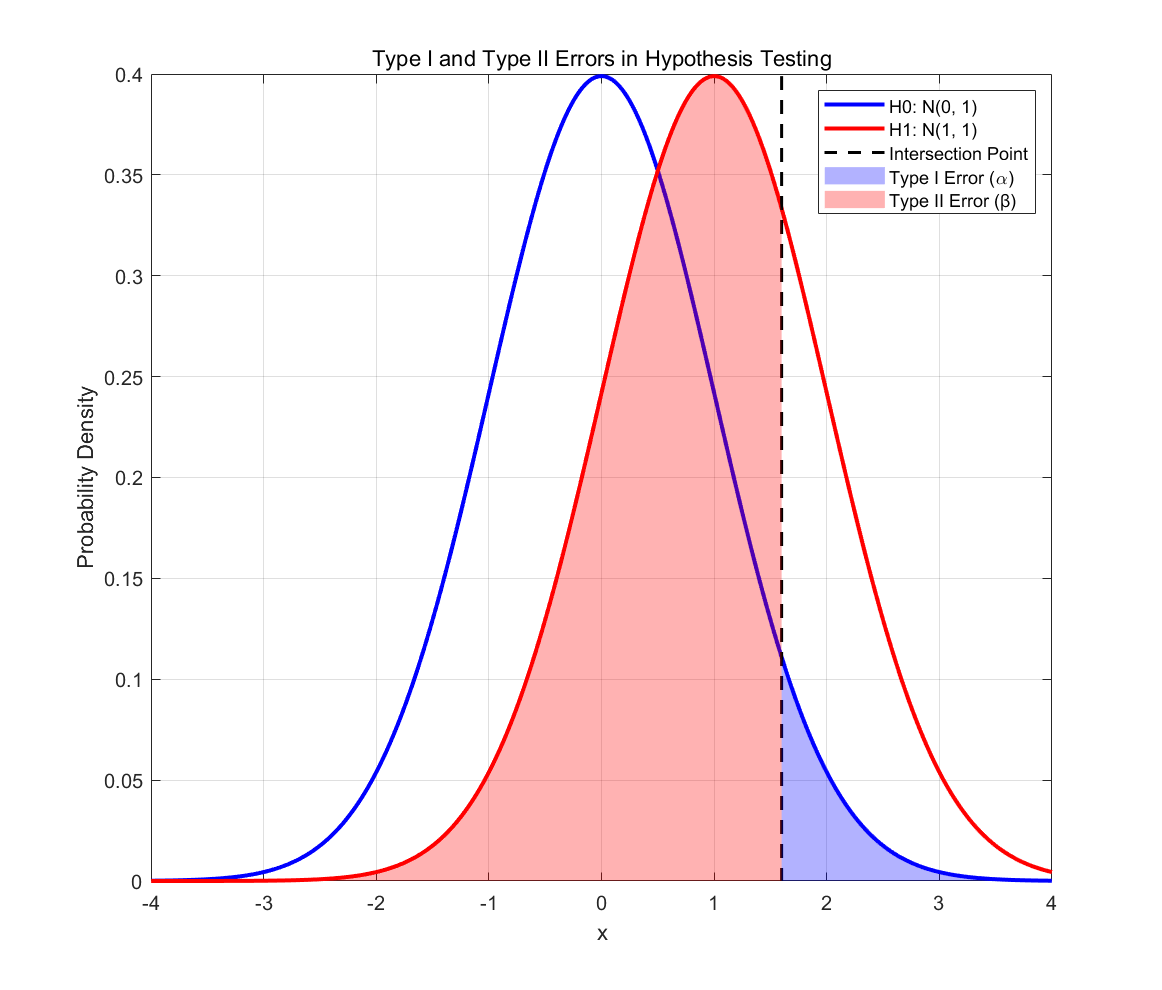 Type I and Type II Errors in Hypothesis Testing
H0: N(0, 1)
H1: N(1, 1)
Intersection Point
Type I Error (α)
Type II Error (β)
Probability Density
0.4
0.35
0.3
0.25
0.2
0.15
0.1
0.05
0
-4 -3 -2 -1 0 1 2 3 4
x